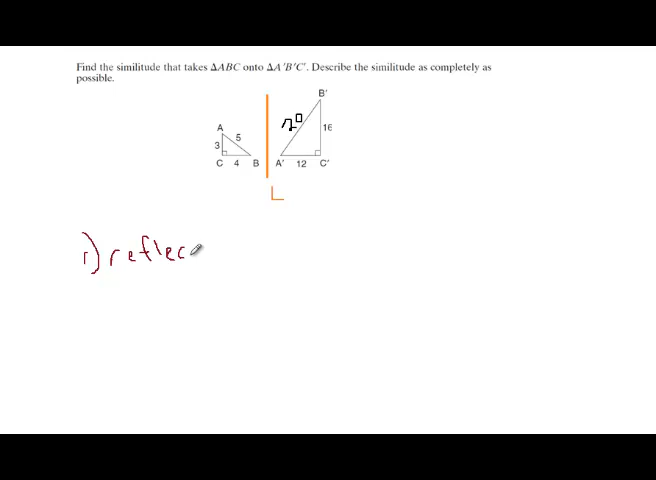 Find the similitude that takes ΔABC onto ΔA′B′C′. Describe the similitude as completely as
possible.
B′
20
16
A
5
3
C 4 B A′ 12 C′
L
1) reflec